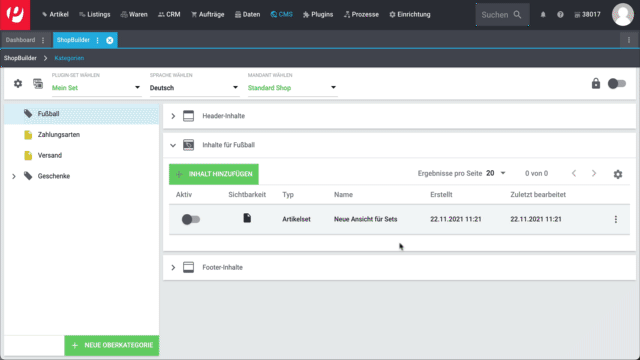 Artikel
Listings
Waren
CRM
Aufträge
Daten
CMS
Plugins
Prozesse
Einrichtung
Suchen
38017
Dashboard
ShopBuilder
ShopBuilder
Kategorien
PLUGIN-SET WÄHLEN
SPRACHE WÄHLEN
MANDANT WÄHLEN
Mein Set
Deutsch
Standard Shop
Fußball
Zahlungsarten
Versand
Geschenke
Header-Inhalte
Inhalte für Fußball
+ INHALT HINZUFÜGEN
Ergebnisse pro Seite 20
0 von 0
Aktiv Sichtbarkeit Typ Name Erstellt Zuletzt bearbeitet
Artikelset Neue Ansicht für Sets 22.11.2021 11:21 22.11.2021 11:21
Footer-Inhalte
+ NEUE OBERKATEGORIE